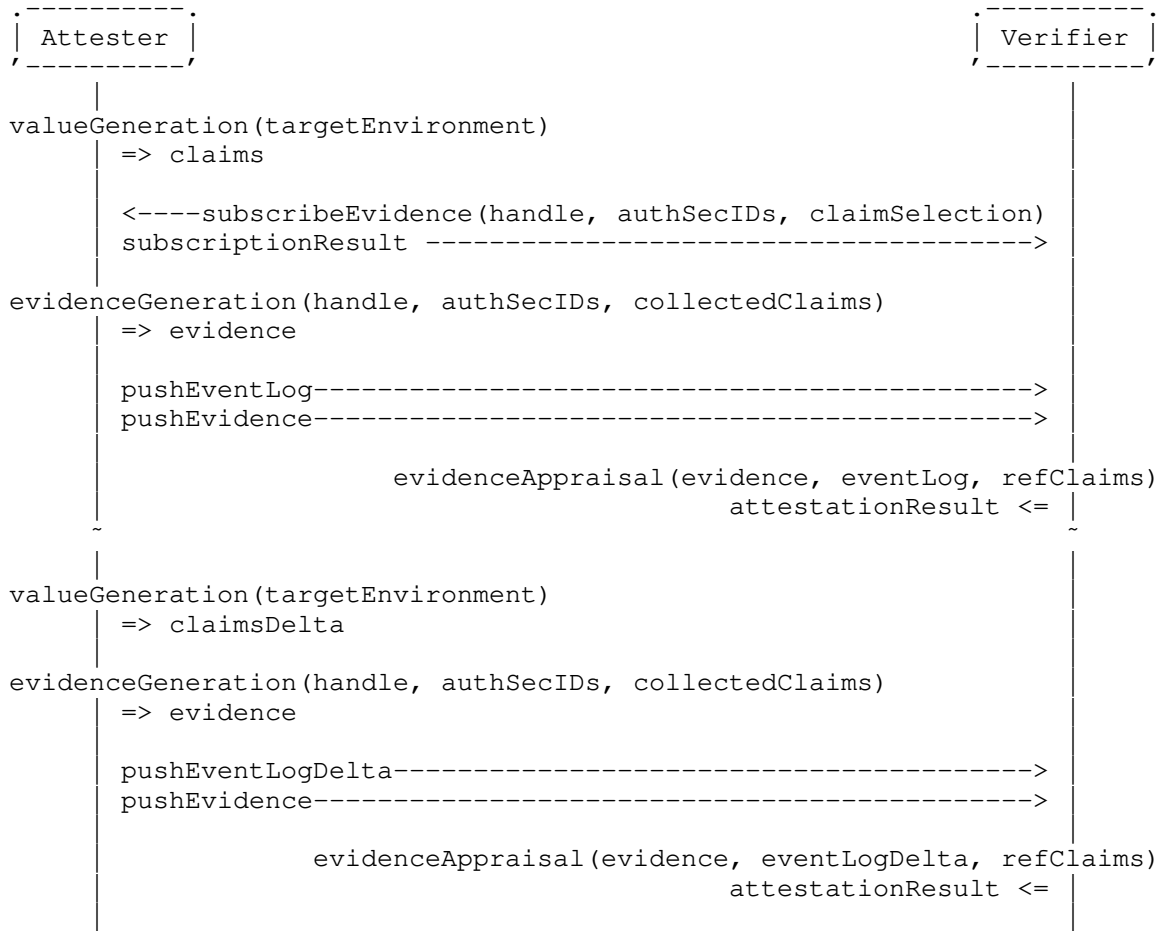 .----------.                                                .----------.
| Attester |                                                | Verifier |
'----------'                                                '----------'
     |                                                            |
valueGeneration(targetEnvironment)                                |
     | => claims                                                  |
     |                                                            |
     | <----subscribeEvidence(handle, authSecIDs, claimSelection) |
     | subscriptionResult --------------------------------------> |
     |                                                            |
evidenceGeneration(handle, authSecIDs, collectedClaims)           |
     | => evidence                                                |
     |                                                            |
     | pushEventLog---------------------------------------------> |
     | pushEvidence---------------------------------------------> |
     |                                                            |
     |                  evidenceAppraisal(evidence, eventLog, refClaims)
     |                                       attestationResult <= |
     ~                                                            ~
     |                                                            |
valueGeneration(targetEnvironment)                                |
     | => claimsDelta                                             |
     |                                                            |
evidenceGeneration(handle, authSecIDs, collectedClaims)           |
     | => evidence                                                |
     |                                                            |
     | pushEventLogDelta----------------------------------------> |
     | pushEvidence---------------------------------------------> |
     |                                                            |
     |             evidenceAppraisal(evidence, eventLogDelta, refClaims)
     |                                       attestationResult <= |
     |                                                            |